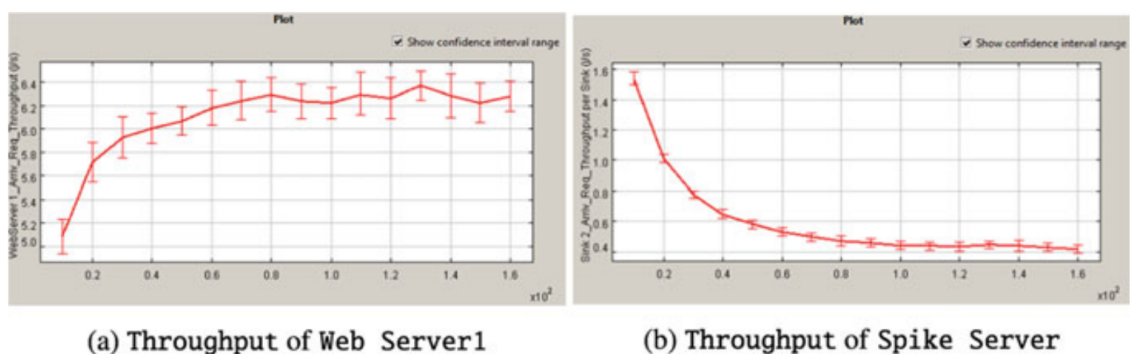 Plot
Show confidence interval range
WebServer 1_Arriv_Req_Throughput (j/s)
6.4
6.2
6.0
5.8
5.6
5.4
5.2
5.0
0.2 0.4 0.6 0.8 1.0 1.2 1.4 1.6
x10²
(a) Throughput of Web Server1
Plot
Show confidence interval range
Sink 2_Arriv_Req_Throughput per Sink (j/s)
1.6
1.4
1.2
1.0
0.8
0.6
0.4
0.2 0.4 0.6 0.8 1.0 1.2 1.4 1.6
x10²
(b) Throughput of Spike Server